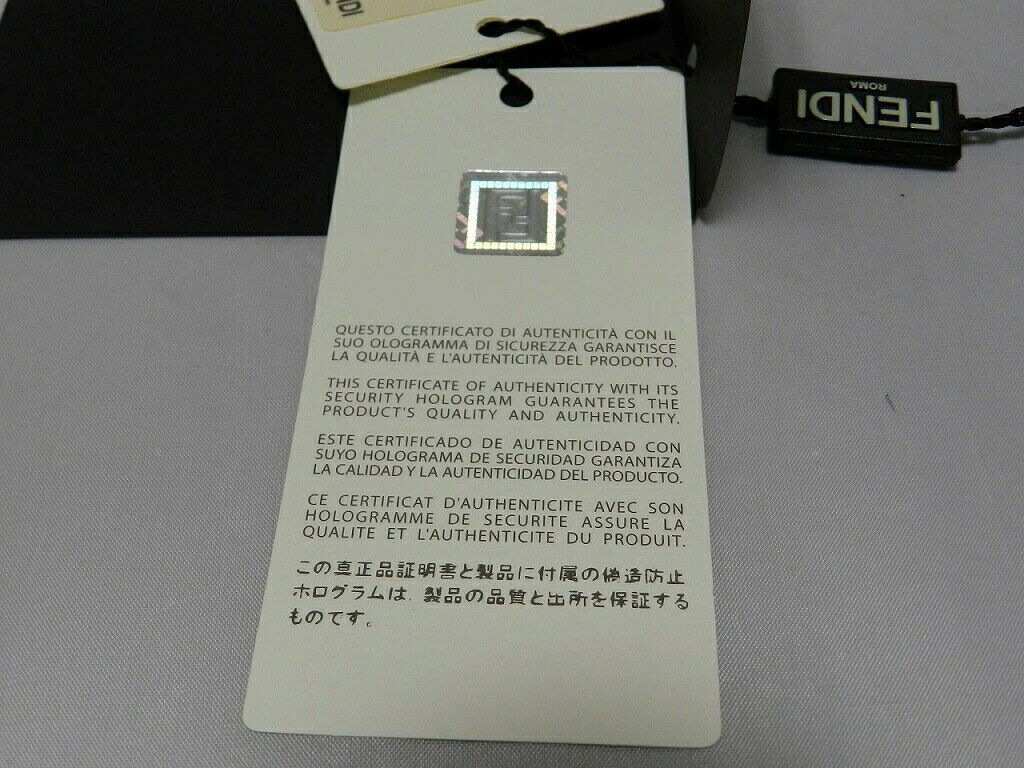 FENDI
FENDI
ROMA
QUESTO CERTIFICATO DI AUTENTICITÀ CON IL
SUO OLOGRAMMA DI SICUREZZA GARANTISCE
LA QUALITÀ E L'AUTENTICITÀ DEL PRODOTTO.
THIS CERTIFICATE OF AUTHENTICITY WITH ITS
SECURITY HOLOGRAM GUARANTEES THE
PRODUCT'S QUALITY AND AUTHENTICITY.
ESTE CERTIFICADO DE AUTENTICIDAD CON
SUYO HOLOGRAMA DE SECURIDAD GARANTIZA
LA CALIDAD Y LA AUTENTICIDAD DEL PRODUCTO.
CE CERTIFICAT D'AUTHENTICITE AVEC SON
HOLOGRAMME DE SECURITE ASSURE LA
QUALITE ET L'AUTHENTICITE DU PRODUIT.
この真正品証明書と製品に付属の偽造防止
ホログラムは、製品の品質と出所を保証する
ものです。